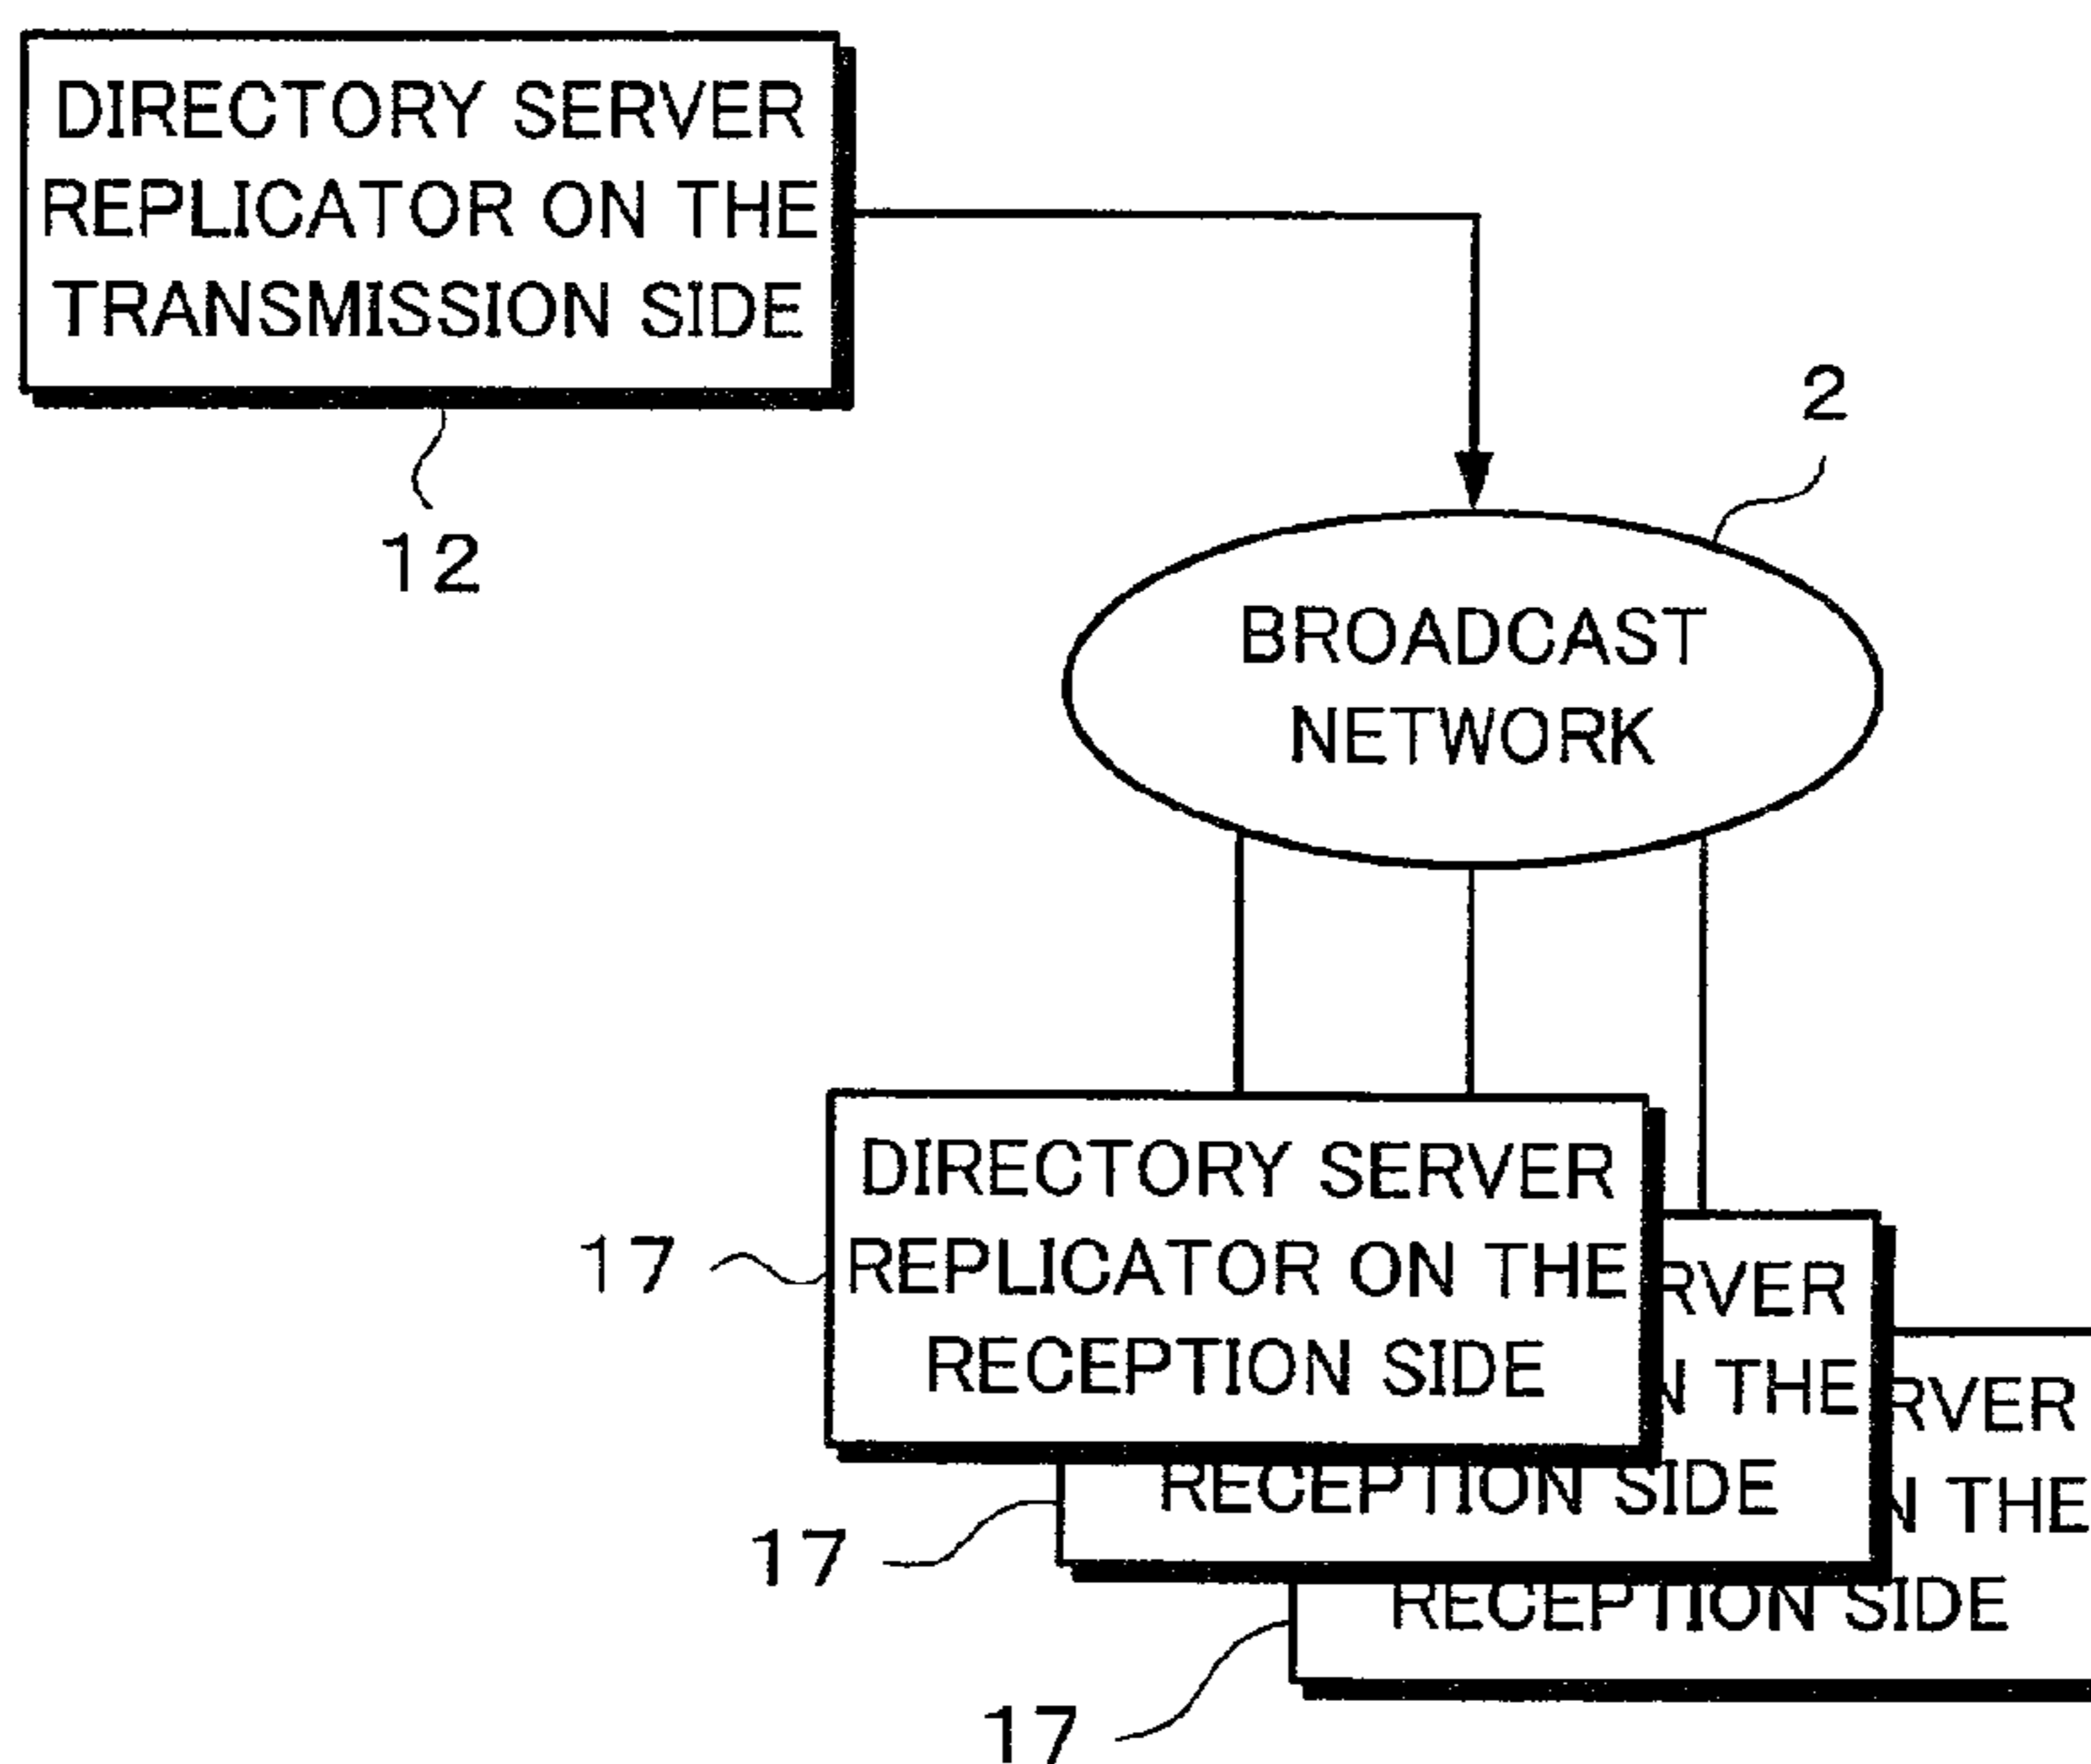 DIRECTORY SERVER
REPLICATOR ON THE
TRANSMISSION SIDE
12
2
BROADCAST
NETWORK
DIRECTORY SERVER
REPLICATOR ON THE
RECEPTION SIDE
17
RVER
N THE
RECEPTION SIDE
17
RVER
N THE
RECEPTION SIDE
17